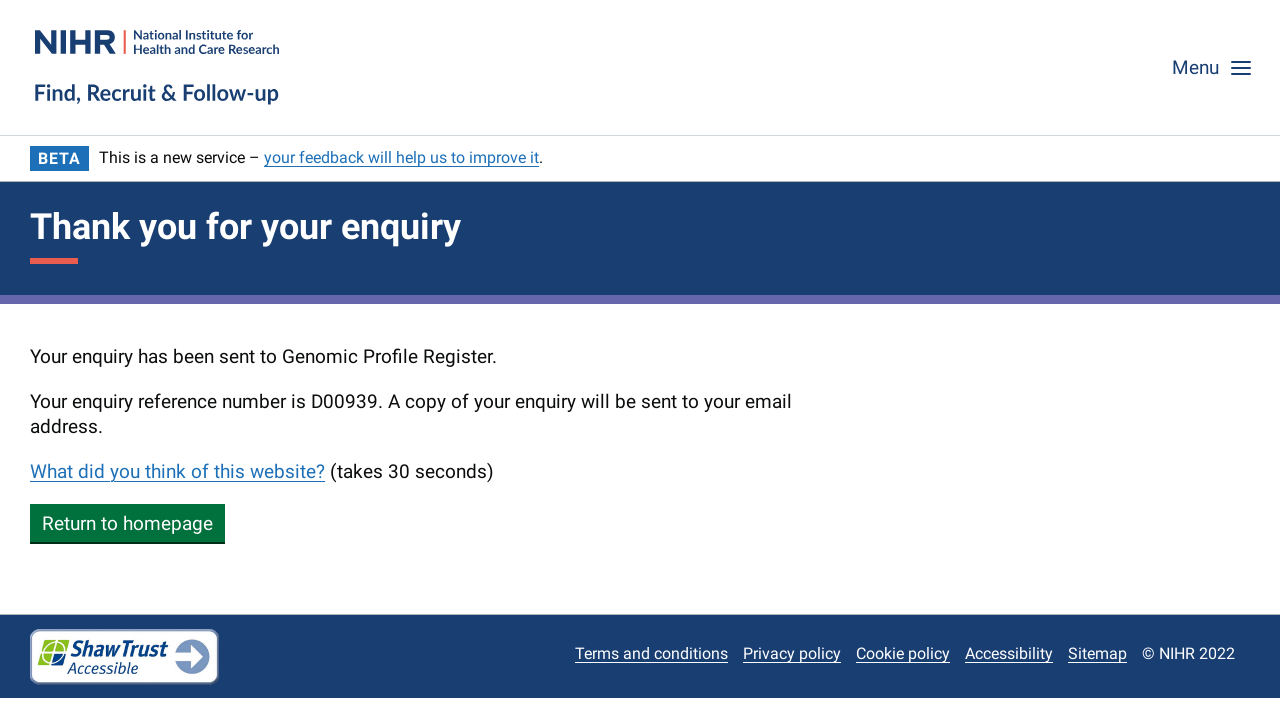 NIHR | National Institute for
Health and Care Research
Find, Recruit & Follow-up
Menu
BETA This is a new service – your feedback will help us to improve it.
Thank you for your enquiry
Your enquiry has been sent to Genomic Profile Register.
Your enquiry reference number is D00939. A copy of your enquiry will be sent to your email
address.
What did you think of this website? (takes 30 seconds)
Return to homepage
Shaw Trust
Accessible
Terms and conditions Privacy policy Cookie policy Accessibility Sitemap © NIHR 2022